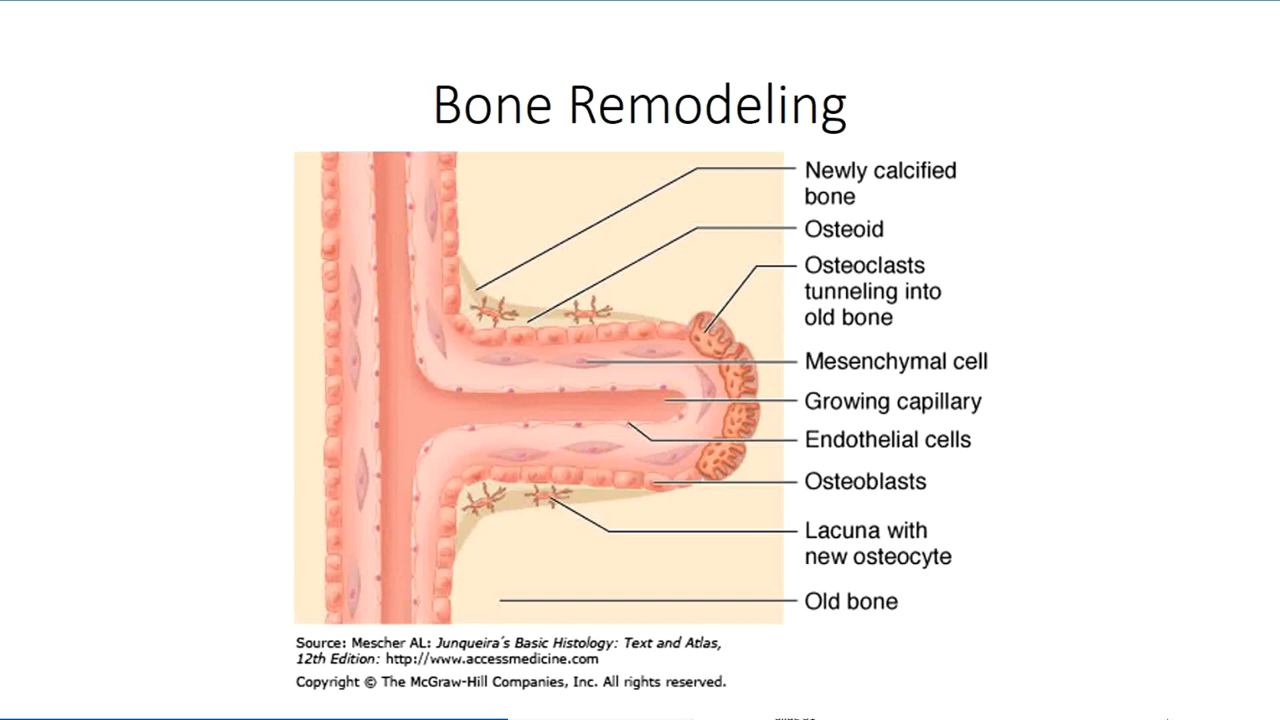 Bone Remodeling
Newly calcified
bone
Osteoid
Osteoclasts
tunneling into
old bone
Mesenchymal cell
Growing capillary
Endothelial cells
Osteoblasts
Lacuna with
new osteocyte
Old bone
Source: Mescher AL: Junqueira´s Basic Histology: Text and Atlas,
12th Edition: http://www.accessmedicine.com
Copyright © The McGraw-Hill Companies, Inc. All rights reserved.